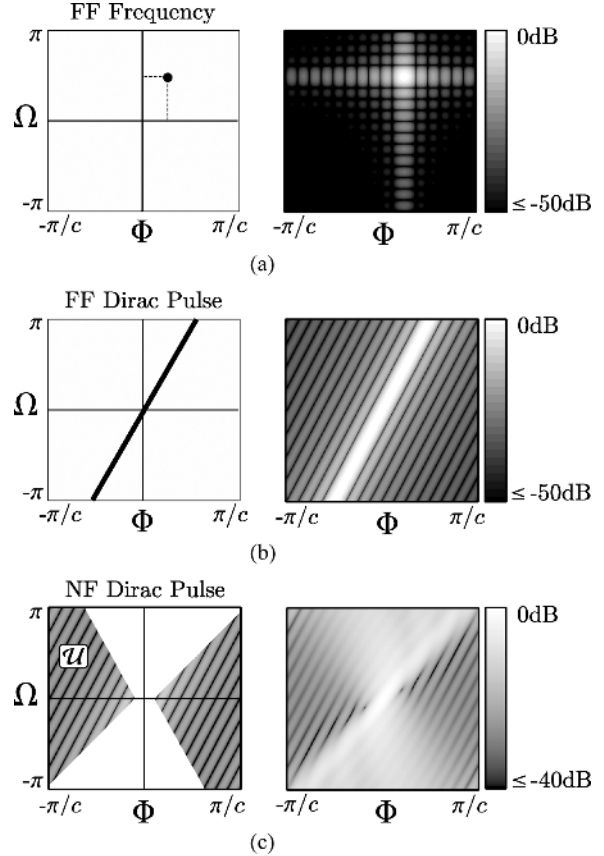 FF Frequency
π
Ω
-π
-π/c
Φ
π/c
0dB
≤ -50dB
-π/c
Φ
π/c
(a)
FF Dirac Pulse
π
Ω
-π
-π/c
Φ
π/c
0dB
≤ -50dB
-π/c
Φ
π/c
(b)
NF Dirac Pulse
π
𝒰
Ω
-π
-π/c
Φ
π/c
0dB
≤ -40dB
-π/c
Φ
π/c
(c)